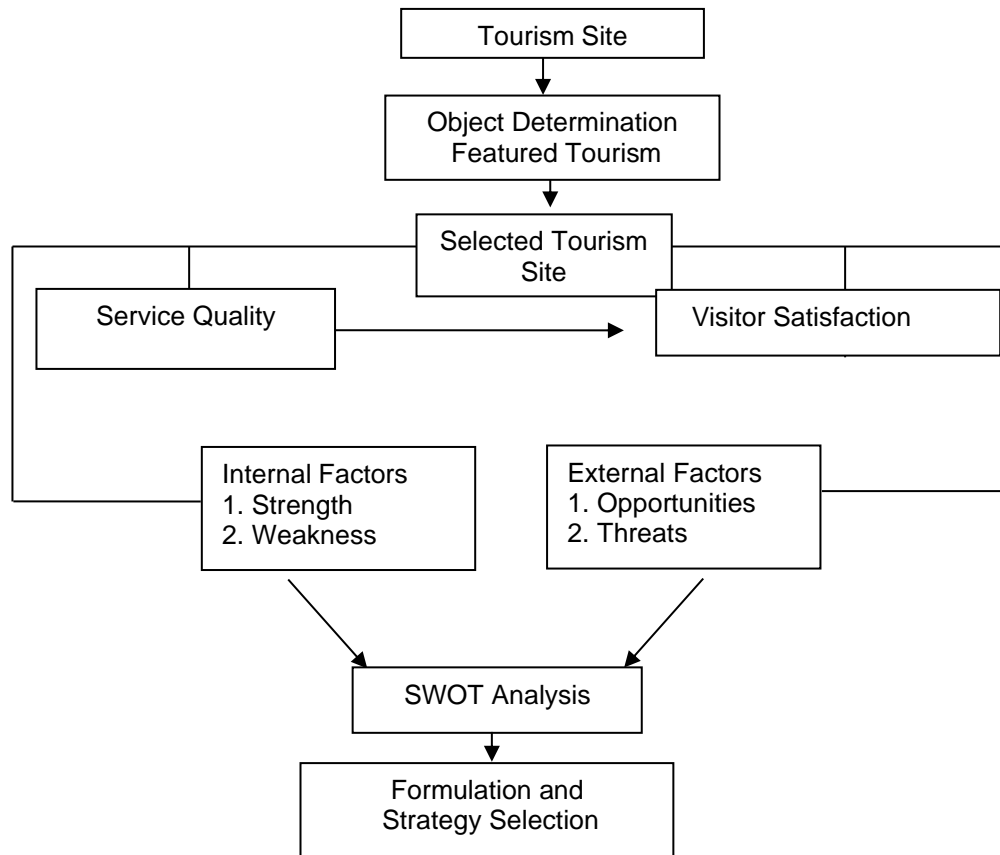 Tourism Site
Object Determination
Featured Tourism
Selected Tourism
Site
Service Quality
Visitor Satisfaction
Internal Factors
1. Strength
2. Weakness
External Factors
1. Opportunities
2. Threats
SWOT Analysis
Formulation and
Strategy Selection